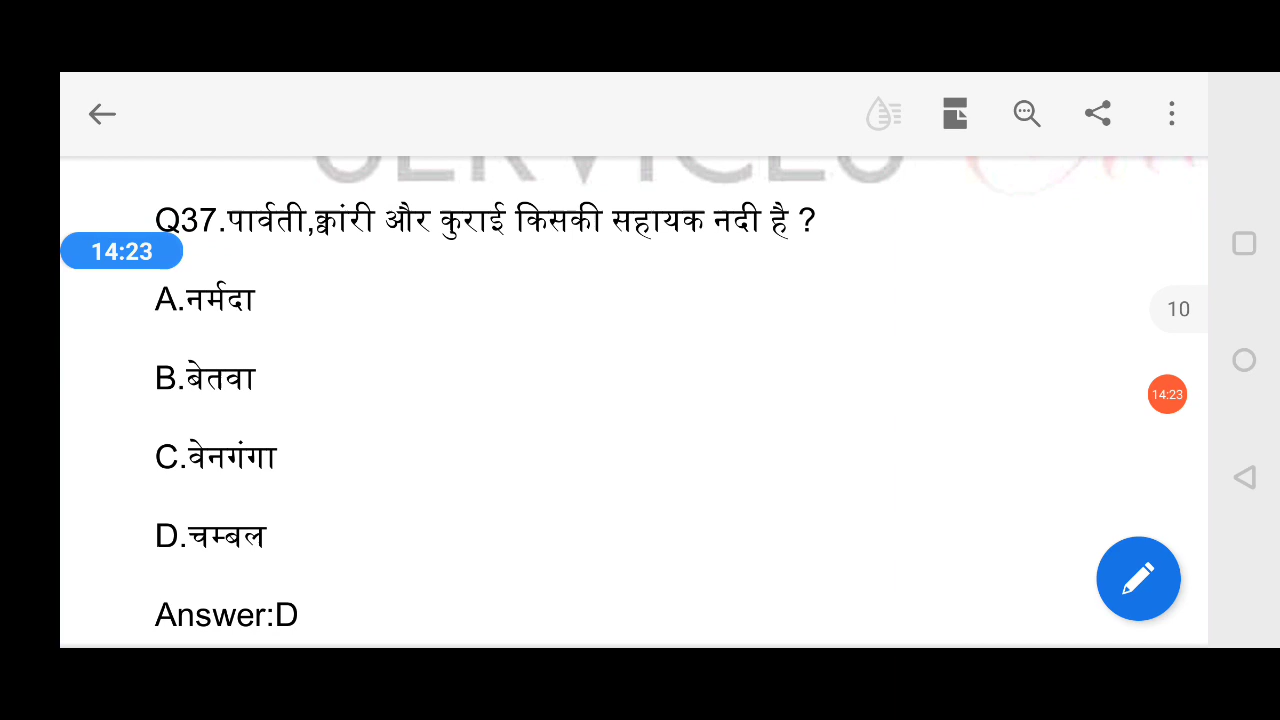 SERVICES
Q37.पार्वती,क्वांरी और कुराई किसकी सहायक नदी है ?
14:23
A.नर्मदा
10
B.बेतवा
14:23
C.वेनगंगा
D.चम्बल
Answer:D